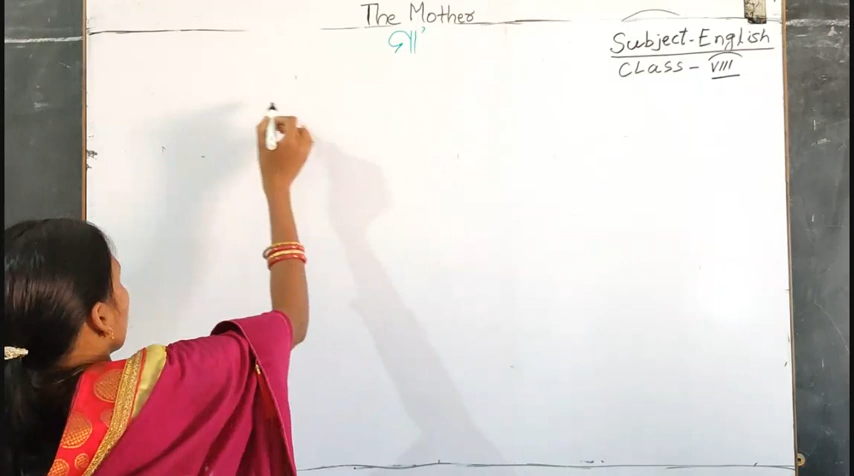 The Mother
ମା'
Subject-English
Class - VIII